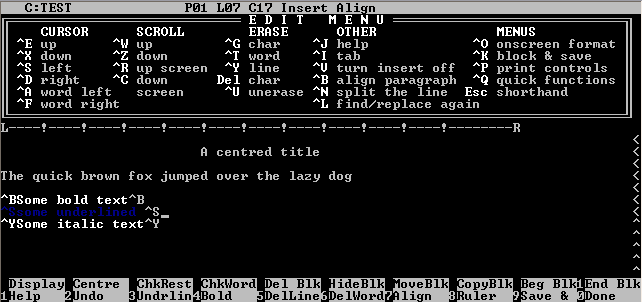 C:TEST P01 L07 C17 Insert Align
E D I T M E N U
CURSOR SCROLL ERASE OTHER MENUS
^E up ^W up ^G char ^J help ^O onscreen format
^X down ^Z down ^T word ^I tab ^K block & save
^S left ^R up screen ^Y line ^V turn insert off ^P print controls
^D right ^C down Del char ^B align paragraph ^Q quick functions
^A word left screen ^U unerase ^N split the line Esc shorthand
^F word right ^L find/replace again
L----!----!----!----!----!----!----!----!----!----!----------R
A centred title
The quick brown fox jumped over the lazy dog
^BSome bold text^B
^SSome underlined ^S_
^YSome italic text^Y
Display Centre ChkRest ChkWord Del Blk HideBlk MoveBlk CopyBlk Beg Blk End Blk
1Help 2Undo 3Undrlin 4Bold 5DelLine 6DelWord 7Align 8Ruler 9Save & 0Done